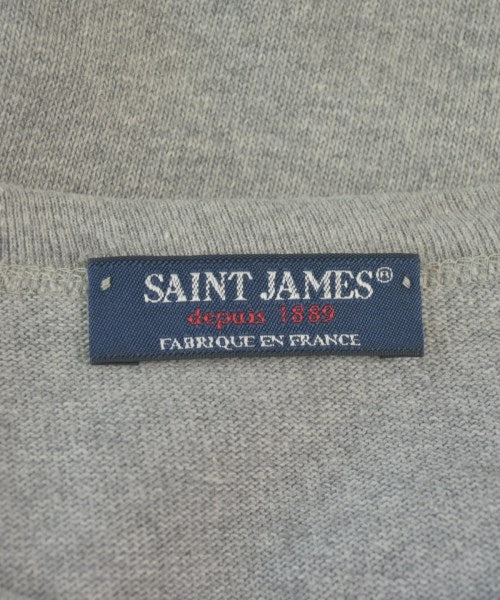 SAINT JAMES®
depuis 1889
FABRIQUE EN FRANCE